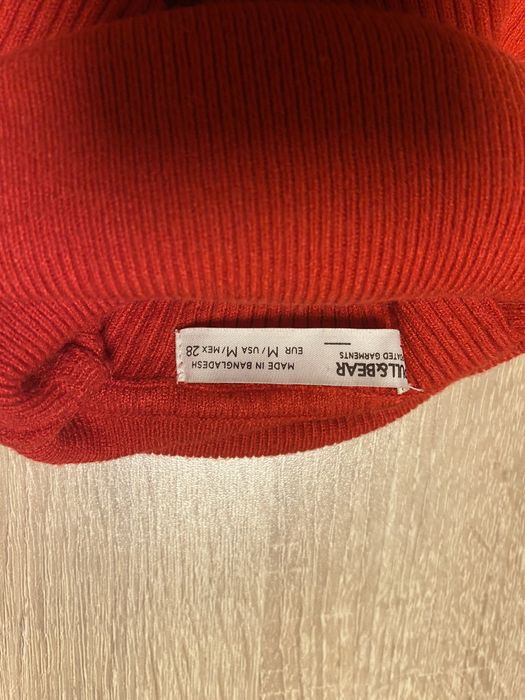 ULL&BEAR
GARMENTS
MADE IN BANGLADESH
EUR M / USA M / MEX 28